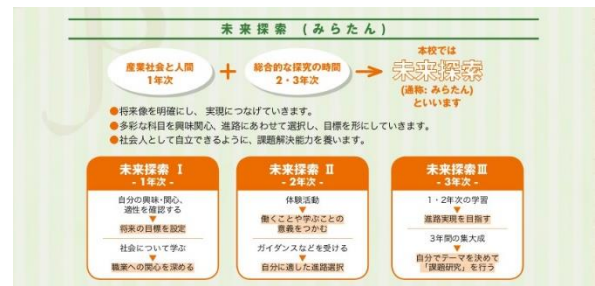 未来探索（みらたん）
産業社会と人間
1年次
＋
総合的な探究の時間
2・3年次
本校では
未来探索
(通称: みらたん)
といいます
●将来像を明確にし、実現につなげていきます。
●多彩な科目を興味関心、進路にあわせて選択し、目標を形にしていきます。
●社会人として自立できるように、課題解決能力を養います。
未来探索 Ⅰ
- 1年次 -
自分の興味・関心、
適性を確認する
▼
将来の目標を設定
社会について学ぶ
▼
職業への関心を深める
未来探索 Ⅱ
- 2年次 -
体験活動
▼
働くことや学ぶことの
意義をつかむ
ガイダンスなどを受ける
▼
自分に適した進路選択
未来探索Ⅲ
- 3年次 -
1・2年次の学習
▼
進路実現を目指す
3年間の集大成
▼
自分でテーマを決めて
「課題研究」を行う